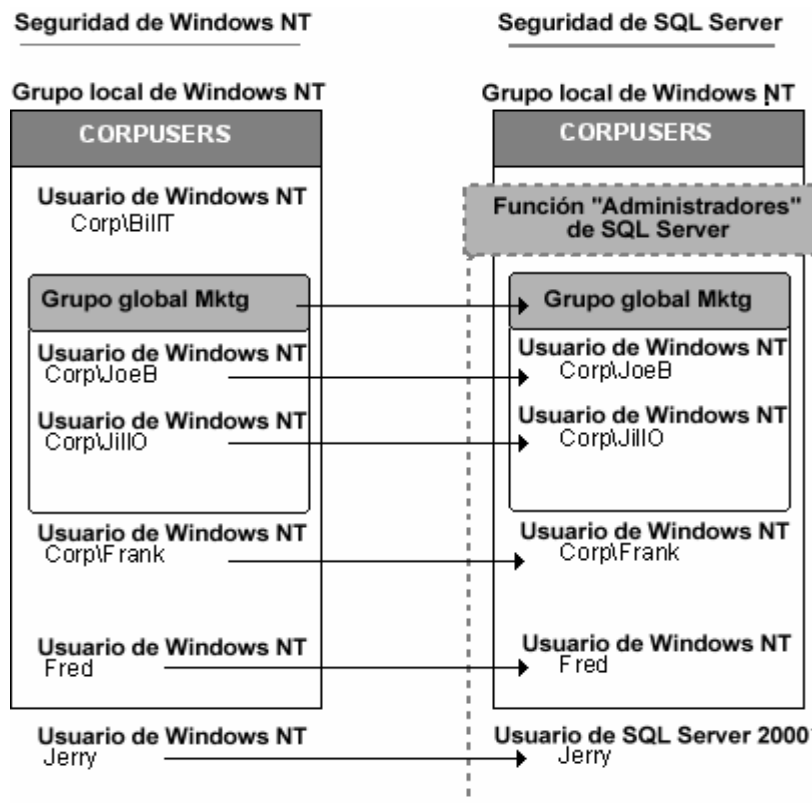 Seguridad de Windows NT
Grupo local de Windows NT
CORPUSERS
Usuario de Windows NT
Corp\BillT
Grupo global Mktg
Usuario de Windows NT
Corp\JoeB
Usuario de Windows NT
Corp\JillO
Usuario de Windows NT
Corp\Frank
Usuario de Windows NT
Fred
Usuario de Windows NT
Jerry
Seguridad de SQL Server
Grupo local de Windows NT
CORPUSERS
Función "Administradores"
de SQL Server
Grupo global Mktg
Usuario de Windows NT
Corp\JoeB
Usuario de Windows NT
Corp\JillO
Usuario de Windows NT
Corp\Frank
Usuario de Windows NT
Fred
Usuario de SQL Server 2000
Jerry